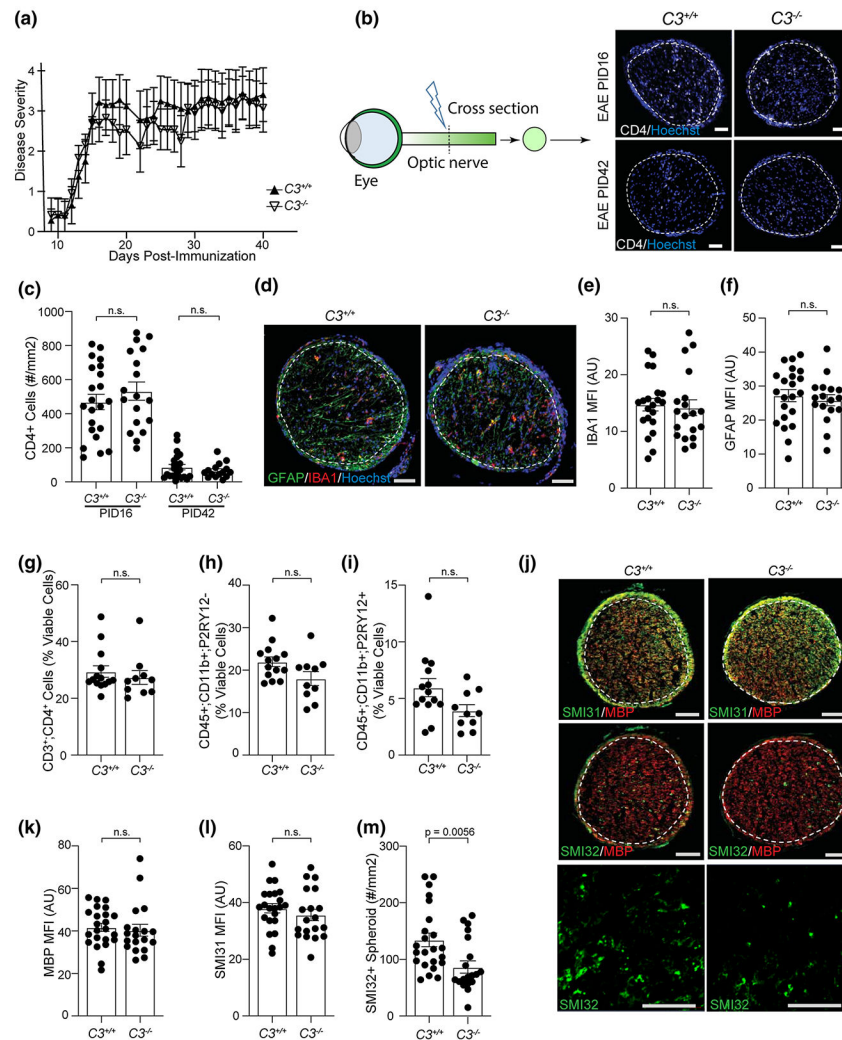 (a)
Disease Severity
4
3
2
1
0
10
20
30
40
Days Post-Immunization
C3+/+
C3-/-
(b)
Cross section
Optic nerve
Eye
C3+/+
C3-/-
EAE PID16
CD4/Hoechst
EAE PID42
CD4/Hoechst
(c)
CD4+ Cells (#/mm2)
1000
800
600
400
200
0
n.s.
n.s.
C3+/+
C3-/-
C3+/+
C3-/-
PID16
PID42
(d)
C3+/+
C3-/-
GFAP/IBA1/Hoechst
(e)
IBA1 MFI (AU)
30
20
10
0
n.s.
C3+/+
C3-/-
(f)
GFAP MFI (AU)
50
40
30
20
10
0
n.s.
C3+/+
C3-/-
(g)
CD3+;CD4+ Cells (% Viable Cells)
60
40
20
0
n.s.
C3+/+
C3-/-
(h)
CD45+;CD11b+;P2RY12-
(% Viable Cells)
40
30
20
10
0
n.s.
C3+/+
C3-/-
(i)
CD45+;CD11b+;P2RY12+
(% Viable Cells)
15
10
5
0
n.s.
C3+/+
C3-/-
(j)
C3+/+
C3-/-
SMI31/MBP
SMI31/MBP
SMI32/MBP
SMI32/MBP
SMI32
SMI32
(k)
MBP MFI (AU)
80
60
40
20
0
n.s.
C3+/+
C3-/-
(l)
SMI31 MFI (AU)
80
60
40
20
0
n.s.
C3+/+
C3-/-
(m)
SMI32+ Spheroid (#/mm2)
300
200
100
0
p = 0.0056
C3+/+
C3-/-